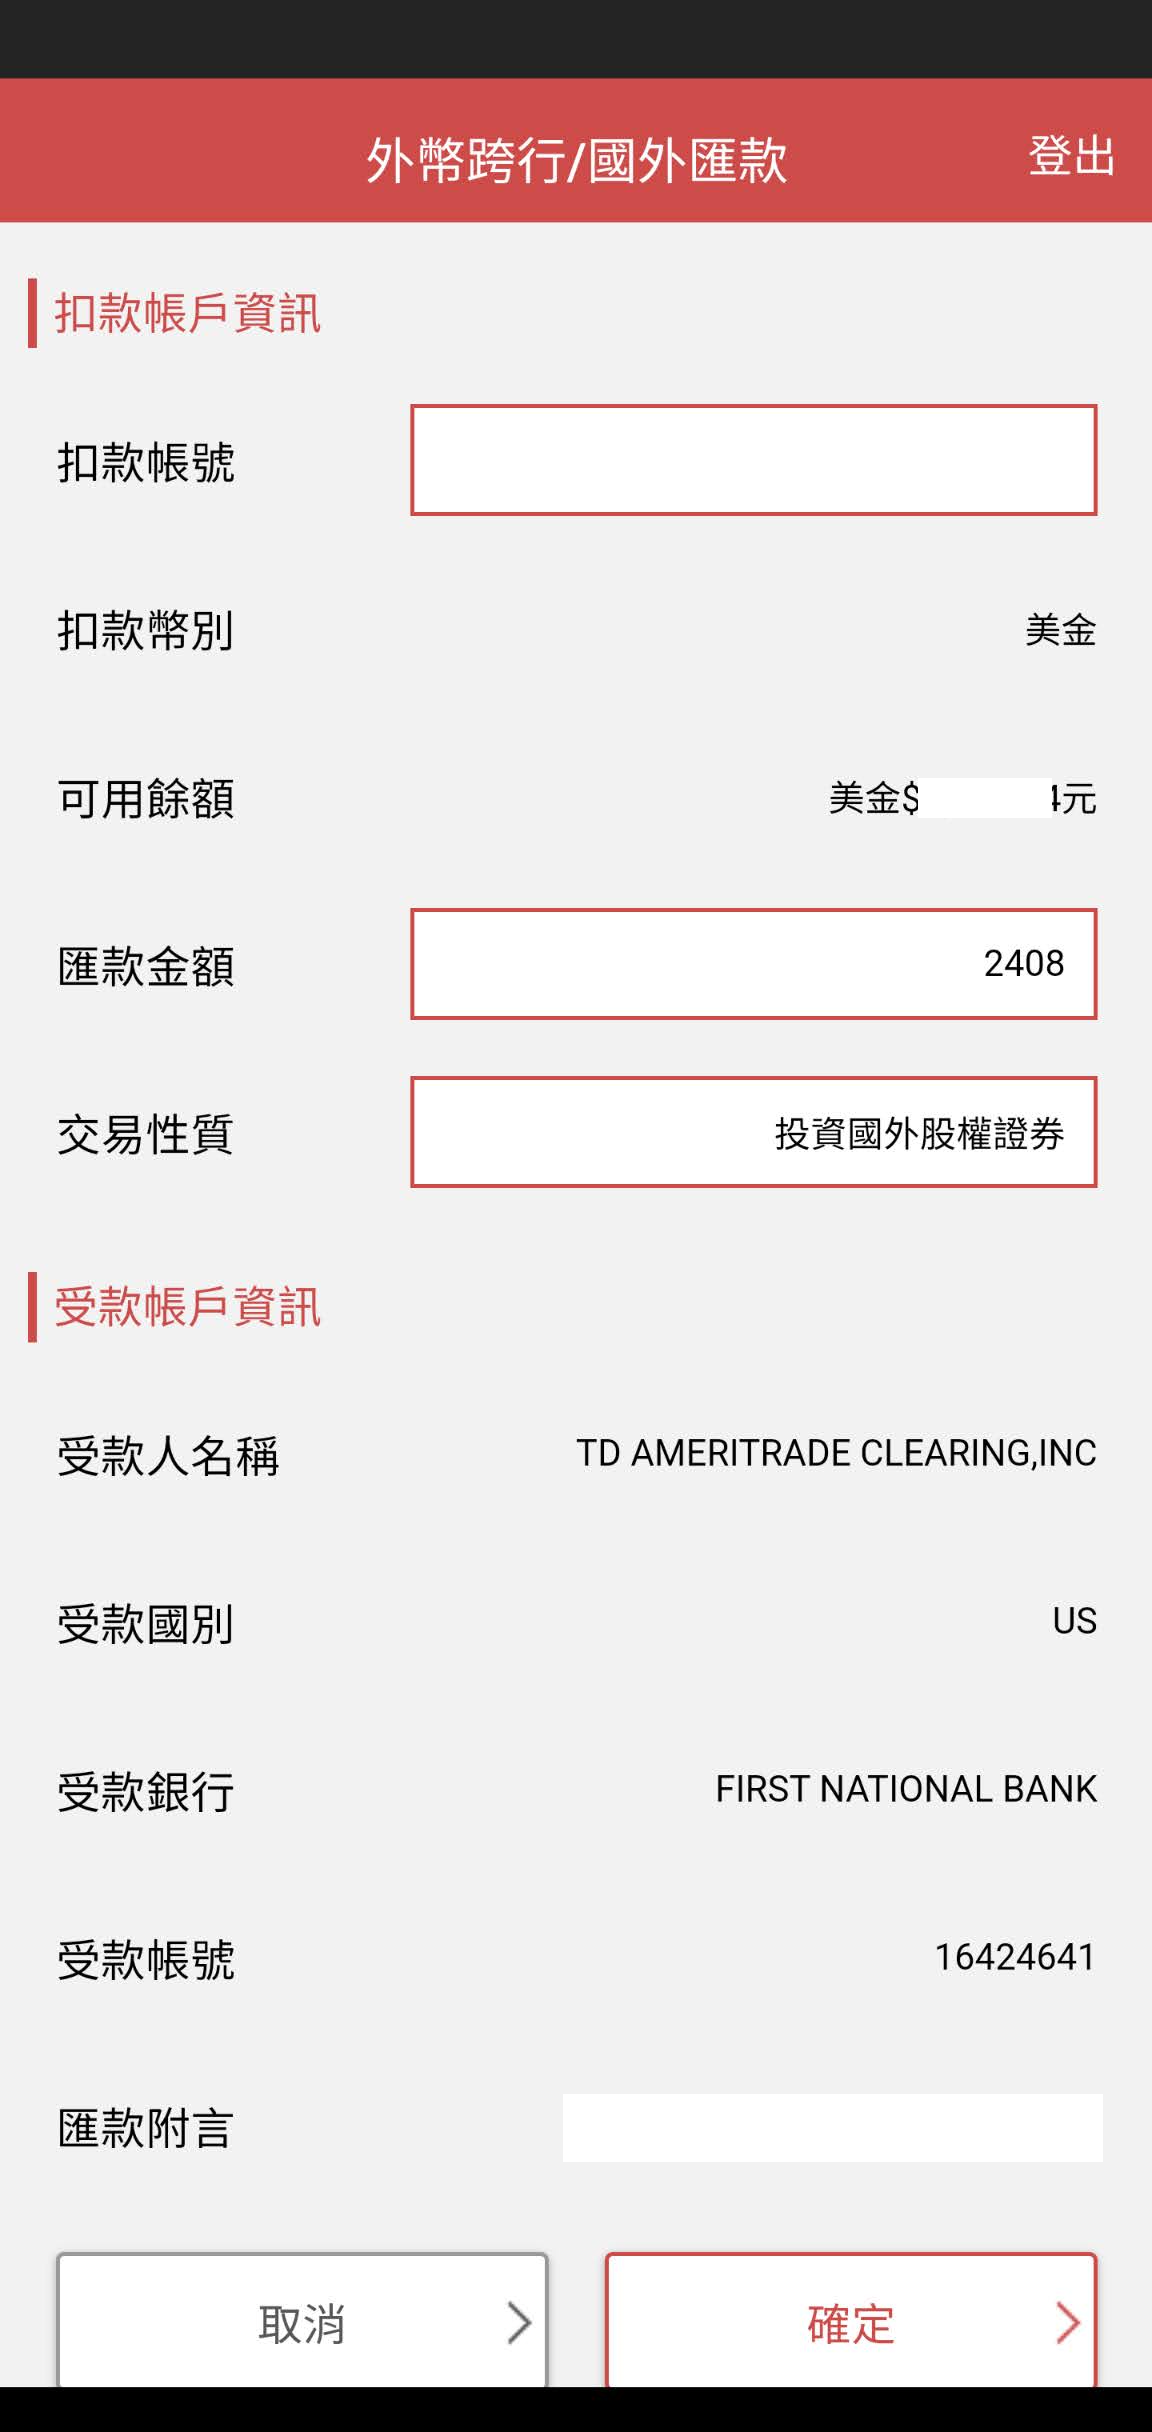 外幣跨行/國外匯款
登出
扣款帳戶資訊
扣款帳號
扣款幣別 美金
可用餘額 美金$ 4元
匯款金額 2408
交易性質 投資國外股權證券
受款帳戶資訊
受款人名稱 TD AMERITRADE CLEARING,INC
受款國別 US
受款銀行 FIRST NATIONAL BANK
受款帳號 16424641
匯款附言
取消
確定